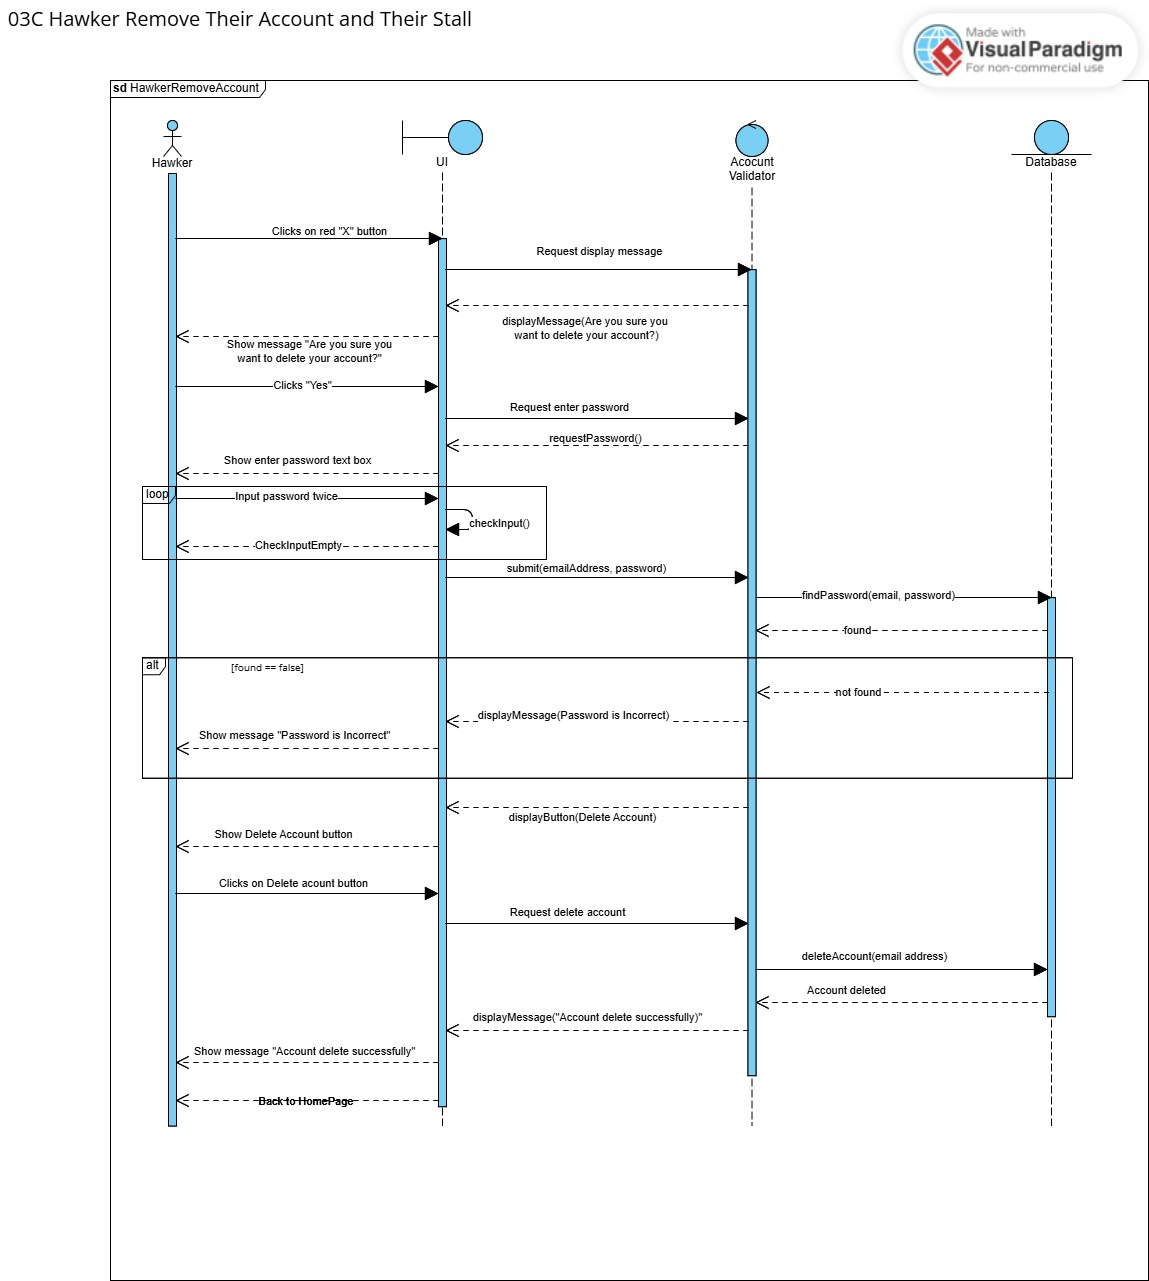 03C Hawker Remove Their Account and Their Stall
Made with
Visual Paradigm
For non-commercial use
sd HawkerRemoveAccount
Hawker
UI
Acocunt
Validator
Database
Clicks on red "X" button
Request display message
displayMessage(Are you sure you
want to delete your account?)
Show message "Are you sure you
want to delete your account?"
Clicks "Yes"
Request enter password
requestPassword()
Show enter password text box
loop
Input password twice
checkInput()
CheckInputEmpty
submit(emailAddress, password)
findPassword(email, password)
found
alt
[found == false]
not found
displayMessage(Password is Incorrect)
Show message "Password is Incorrect"
displayButton(Delete Account)
Show Delete Account button
Clicks on Delete acount button
Request delete account
deleteAccount(email address)
Account deleted
displayMessage("Account delete successfully)"
Show message "Account delete successfully"
Back to HomePage